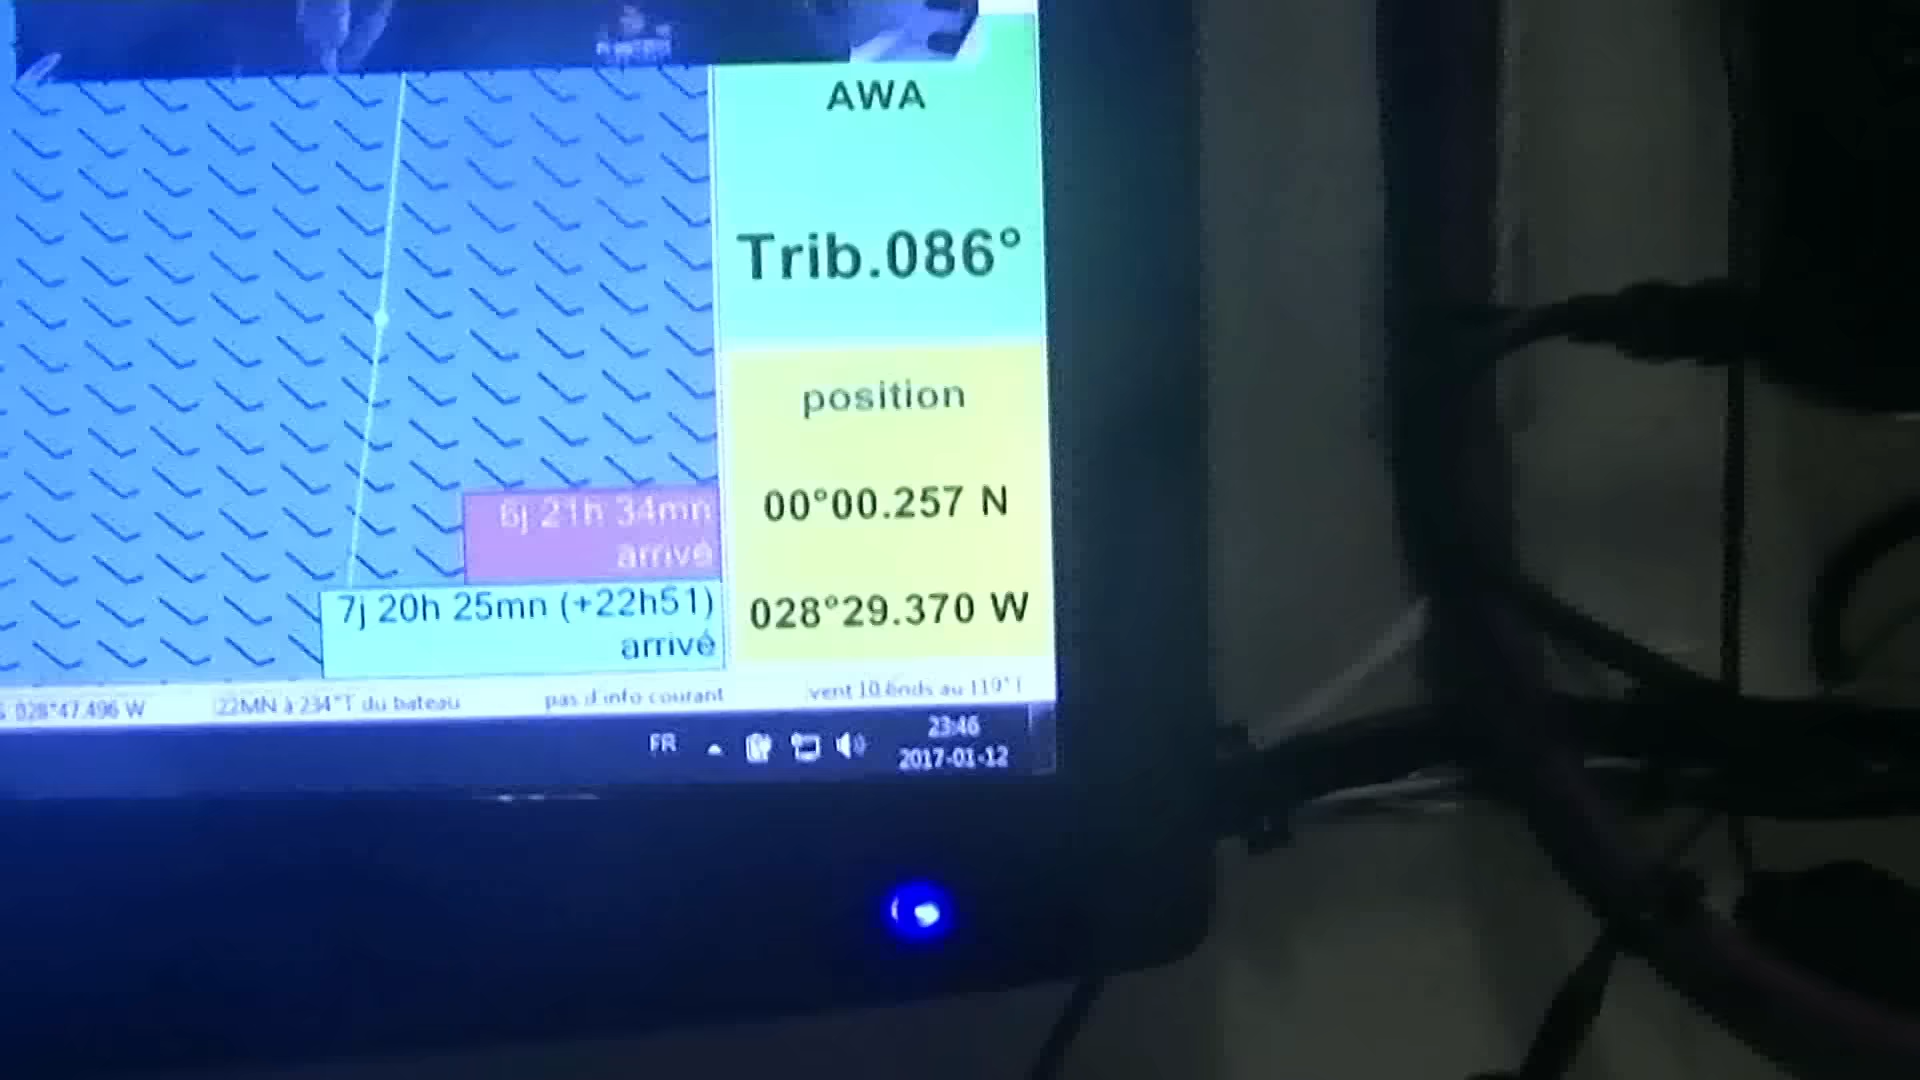 AWA
Trib.086°
position
00°00.257 N
028°29.370 W
6j 21h 34mn
arrivé
7j 20h 25mn (+22h51)
arrivé
028°47.496 W 22MN à 234°T du bateau pas d'info courant vent 10 au 119°T
FR
23:46
2017-01-12